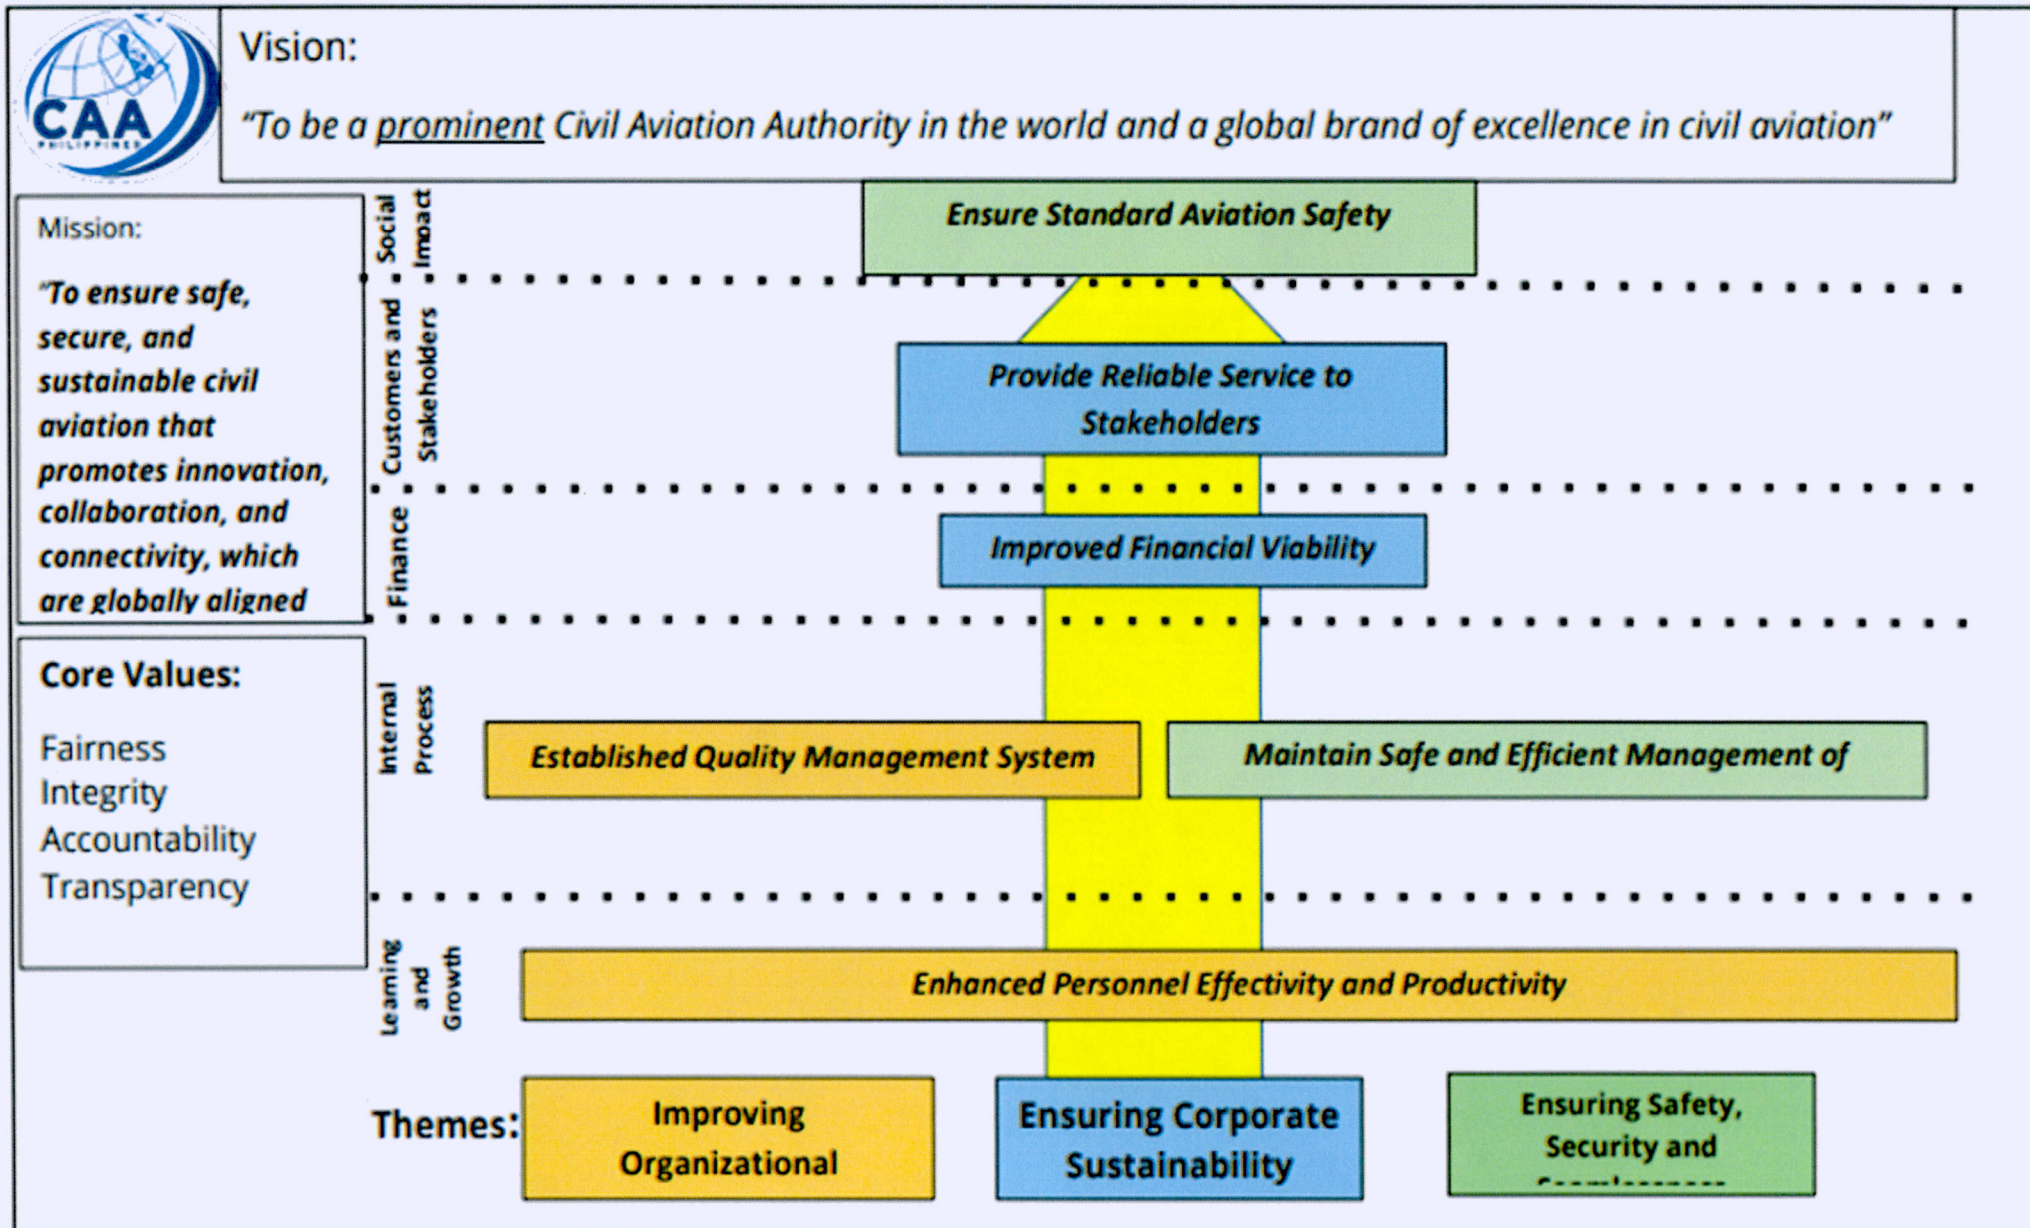 CAA
PHILIPPINES
Vision:
“To be a prominent Civil Aviation Authority in the world and a global brand of excellence in civil aviation”
Mission:
“To ensure safe,
secure, and
sustainable civil
aviation that
promotes innovation,
collaboration, and
connectivity, which
are globally aligned
Core Values:
Fairness
Integrity
Accountability
Transparency
Social
Impact
Ensure Standard Aviation Safety
Customers and
Stakeholders
Provide Reliable Service to
Stakeholders
Finance
Improved Financial Viability
Internal
Process
Established Quality Management System
Maintain Safe and Efficient Management of
Learning
and
Growth
Enhanced Personnel Effectivity and Productivity
Themes:
Improving
Organizational
Ensuring Corporate
Sustainability
Ensuring Safety,
Security and